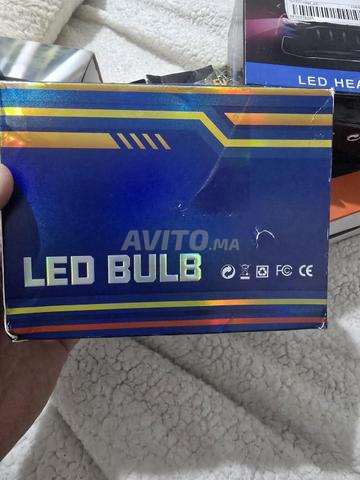 LED HEA
AVITO.MA
LED BULB
FC CE